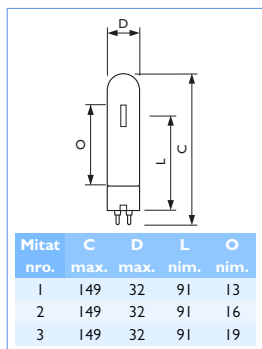 D
O
L
C
Mitat C D L O
nro. max. max. nim. nim.
1 149 32 91 13
2 149 32 91 16
3 149 32 91 19